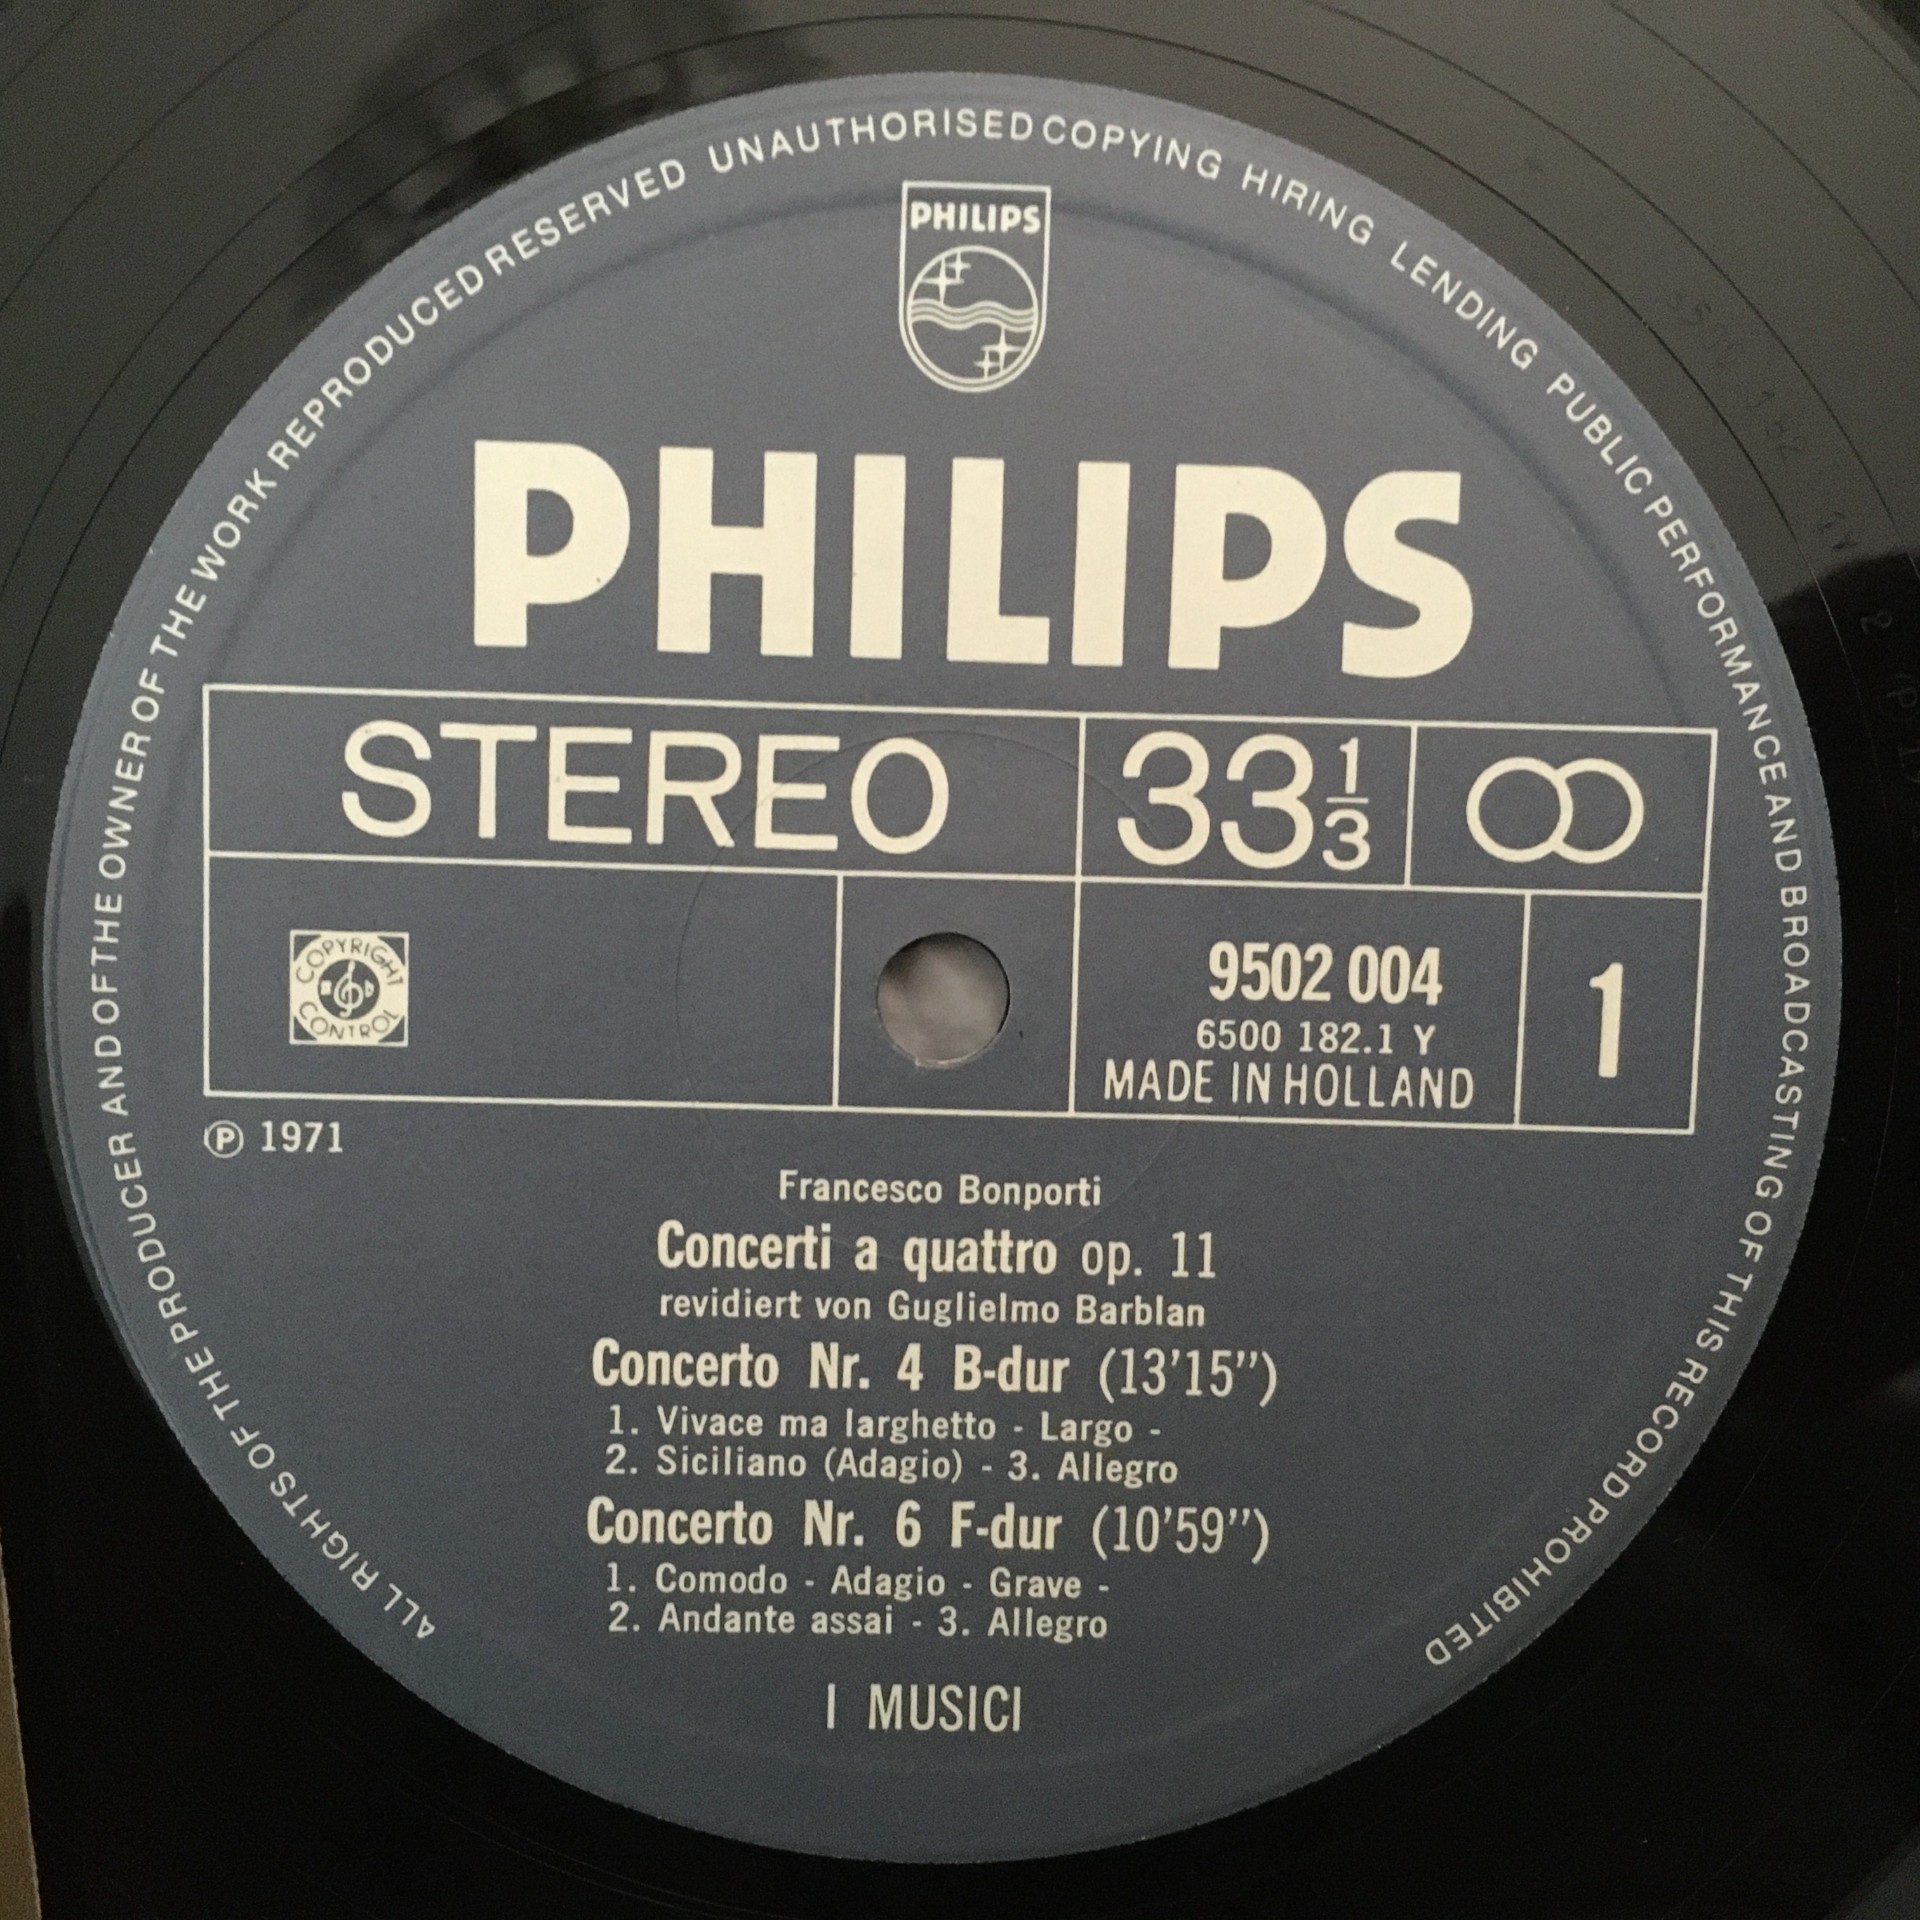 ALL RIGHTS OF THE PRODUCER AND OF THE OWNER OF THE WORK REPRODUCED RESERVED UNAUTHORISED COPYING HIRING LENDING PUBLIC PERFORMANCE AND BROADCASTING OF THIS RECORD PROHIBITED
PHILIPS
PHILIPS
STEREO 33 1/3
COPYRIGHT CONTROL
9502 004
6500 182.1 Y
MADE IN HOLLAND
1
Ⓟ 1971
Francesco Bonporti
Concerti a quattro op. 11
revidiert von Guglielmo Barblan
Concerto Nr. 4 B-dur (13'15")
1. Vivace ma larghetto - Largo -
2. Siciliano (Adagio) - 3. Allegro
Concerto Nr. 6 F-dur (10'59")
1. Comodo - Adagio - Grave -
2. Andante assai - 3. Allegro
I MUSICI